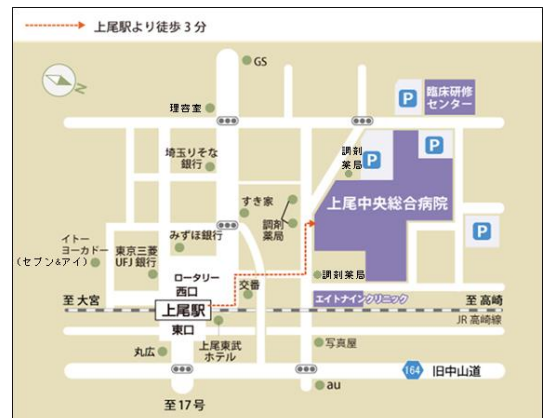 上尾駅より徒歩3分
GS
N
理容室
P
臨床研修
センター
埼玉りそな
銀行
調剤
薬局
P
P
すき家
上尾中央総合病院
調剤
薬局
P
みずほ銀行
イトー
ヨーカドー
(セブン&アイ)
東京三菱
UFJ銀行
ロータリー
西口
交番
調剤薬局
エイトナインクリニック
至 大宮
上尾駅
至 高崎
JR 高崎線
東口
上尾東武
ホテル
丸広
写真屋
164 旧中山道
au
至17号